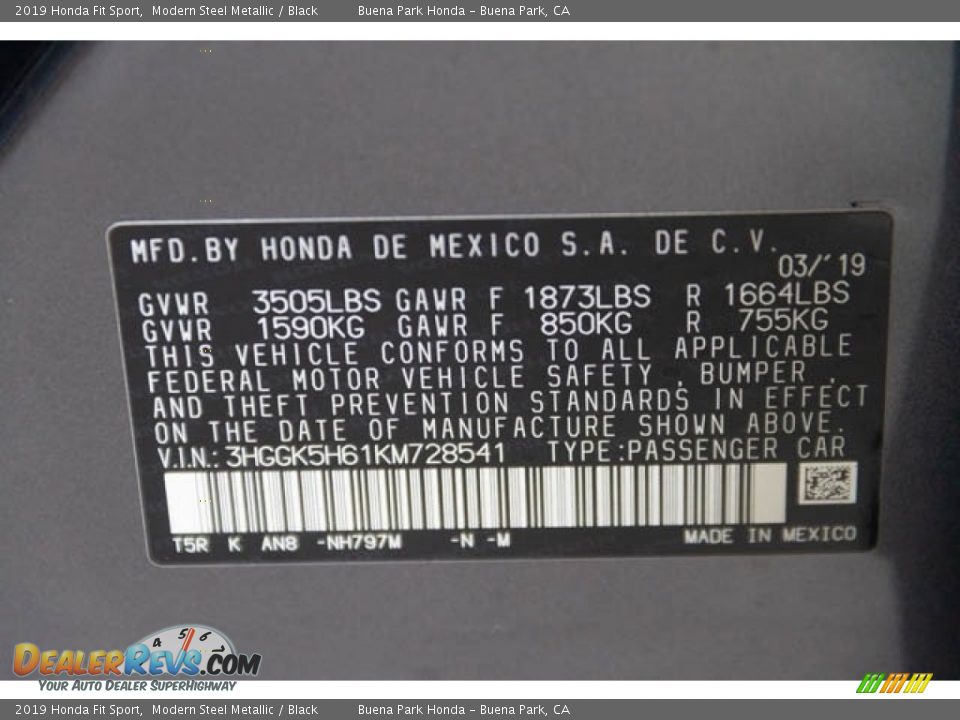 2019 Honda Fit Sport,  Modern Steel Metallic / Black        Buena Park Honda - Buena Park, CA
MFD.BY HONDA DE MEXICO S.A. DE C.V.
03/'19
GVWR 3505LBS GAWR F 1873LBS R 1664LBS
GVWR 1590KG GAWR F 850KG R 755KG
THIS VEHICLE CONFORMS TO ALL APPLICABLE
FEDERAL MOTOR VEHICLE SAFETY , BUMPER ,
AND THEFT PREVENTION STANDARDS IN EFFECT
ON THE DATE OF MANUFACTURE SHOWN ABOVE.
V.I.N.: 3HGGK5H61KM728541 TYPE:PASSENGER CAR
T5R K AN8 -NH797M -N -M MADE IN MEXICO
4 5 6 7
DEALERREVS.COM
YOUR AUTO DEALER SUPERHIGHWAY
2019 Honda Fit Sport,  Modern Steel Metallic / Black        Buena Park Honda - Buena Park, CA